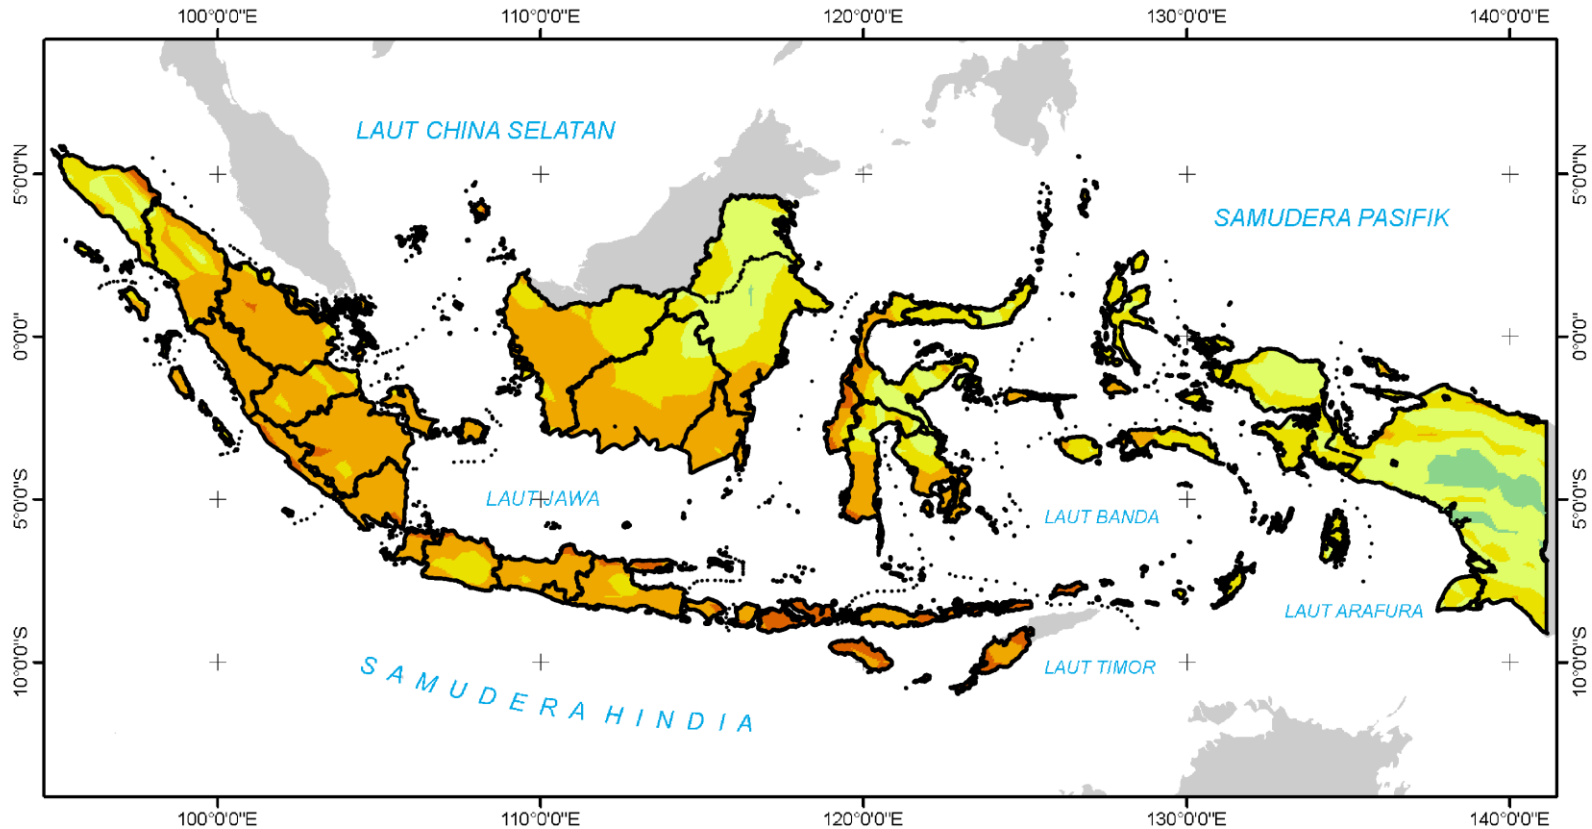 100°0'0"E 110°0'0"E 120°0'0"E 130°0'0"E 140°0'0"E
LAUT CHINA SELATAN
5°0'0"N 5°0'0"N
SAMUDERA PASIFIK
0°0'0" 0°0'0"
5°0'0"S LAUT JAWA 5°0'0"S
LAUT BANDA
LAUT ARAFURA
10°0'0"S LAUT TIMOR 10°0'0"S
SAMUDERA HINDIA
100°0'0"E 110°0'0"E 120°0'0"E 130°0'0"E 140°0'0"E